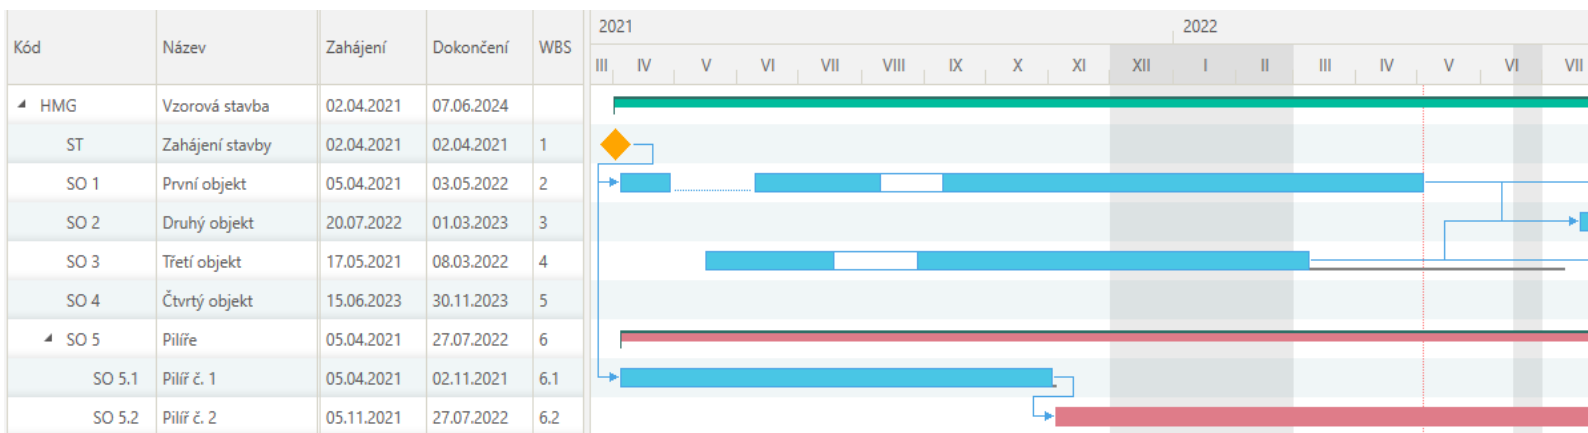 2021 2022
Kód Název Zahájení Dokončení WBS
III IV V VI VII VIII IX X XI XII I II III IV V VI VII
HMG Vzorová stavba 02.04.2021 07.06.2024
ST Zahájení stavby 02.04.2021 02.04.2021 1
SO 1 První objekt 05.04.2021 03.05.2022 2
SO 2 Druhý objekt 20.07.2022 01.03.2023 3
SO 3 Třetí objekt 17.05.2021 08.03.2022 4
SO 4 Čtvrtý objekt 15.06.2023 30.11.2023 5
SO 5 Pilíře 05.04.2021 27.07.2022 6
SO 5.1 Pilíř č. 1 05.04.2021 02.11.2021 6.1
SO 5.2 Pilíř č. 2 05.11.2021 27.07.2022 6.2